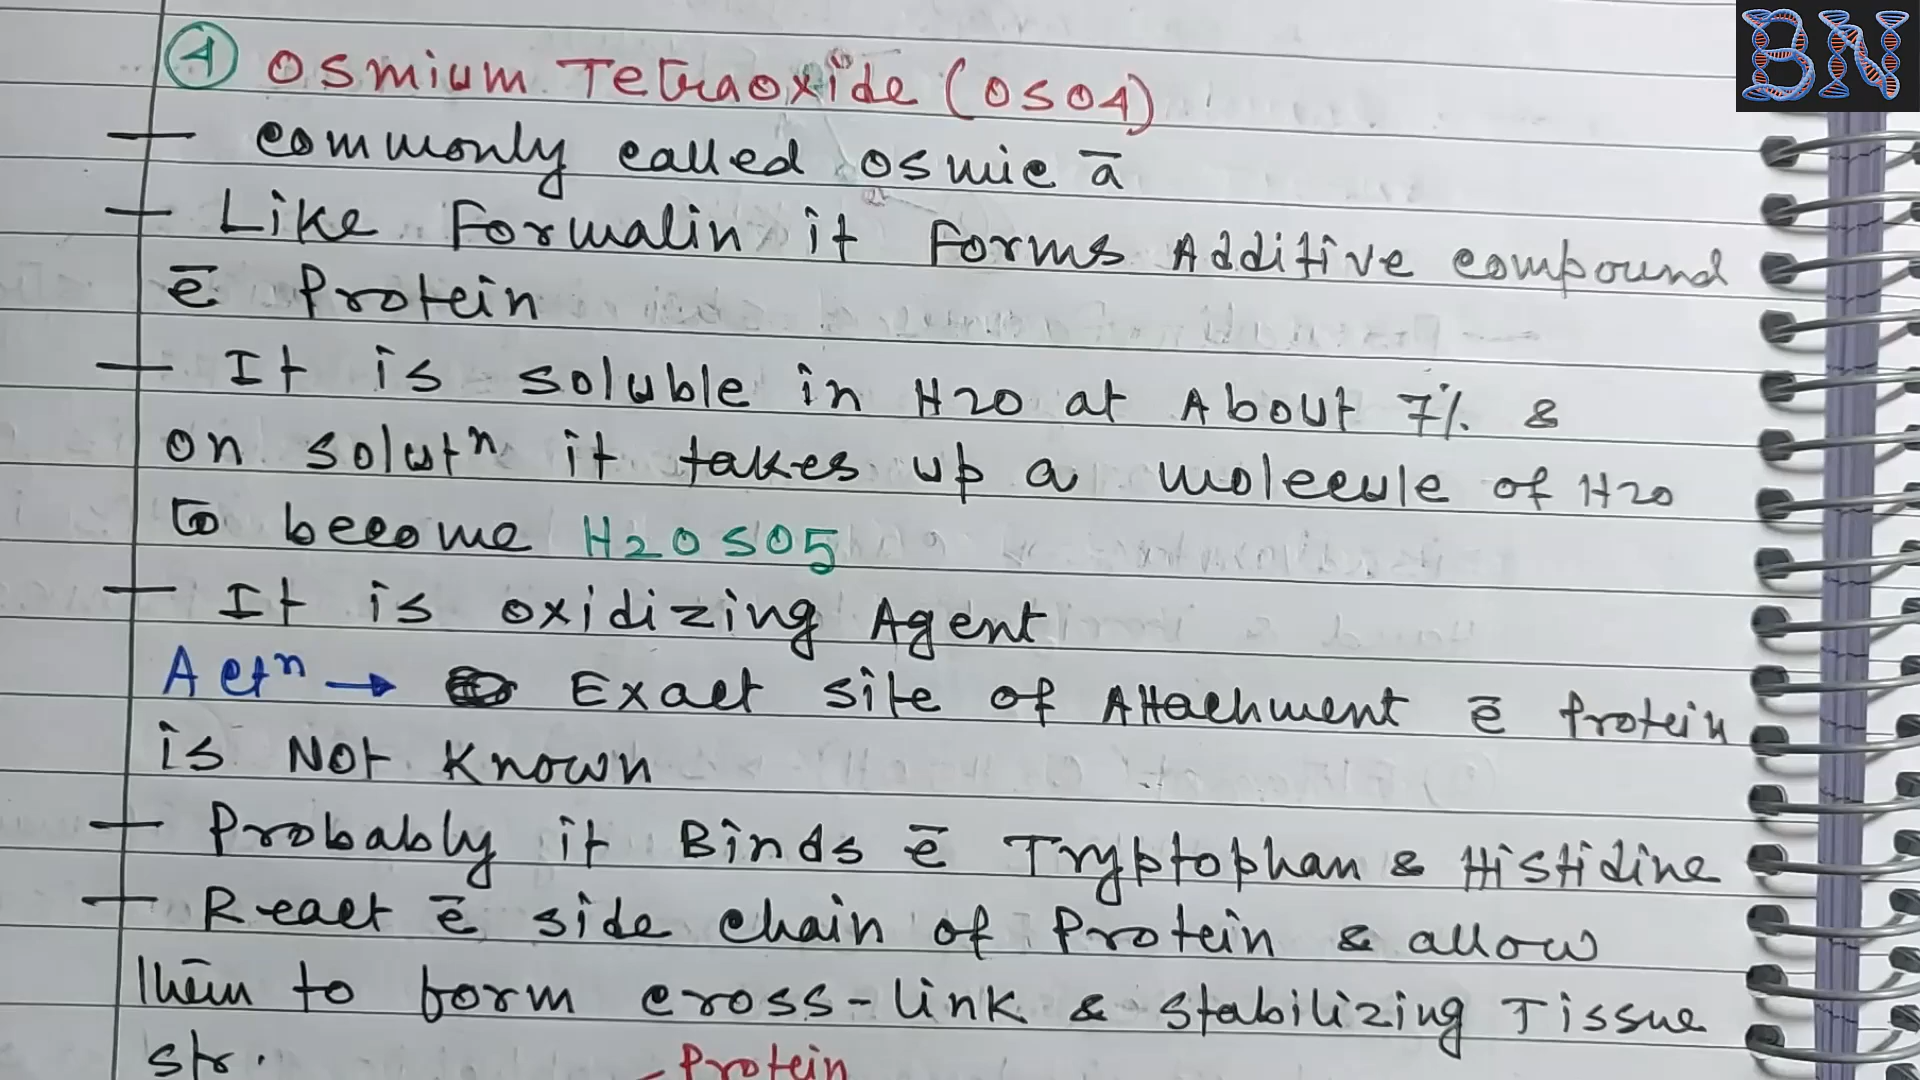 4 Osmium Tetraoxide (OSO4)
BN
— commonly called osmic ā
— Like Formalin it forms Additive compound
c̄ Protein
— It is soluble in H2O at About 7% &
on solutⁿ it takes up a molecule of H2O
to become H2OSO5
— It is oxidizing Agent
Actⁿ → Exact site of Attachment c̄ protein
is Not Known
— Probably it Binds c̄ Tryptophan & Histidine
— React c̄ side chain of Protein & allow
them to form cross-link & stabilizing Tissue
str.
Protein